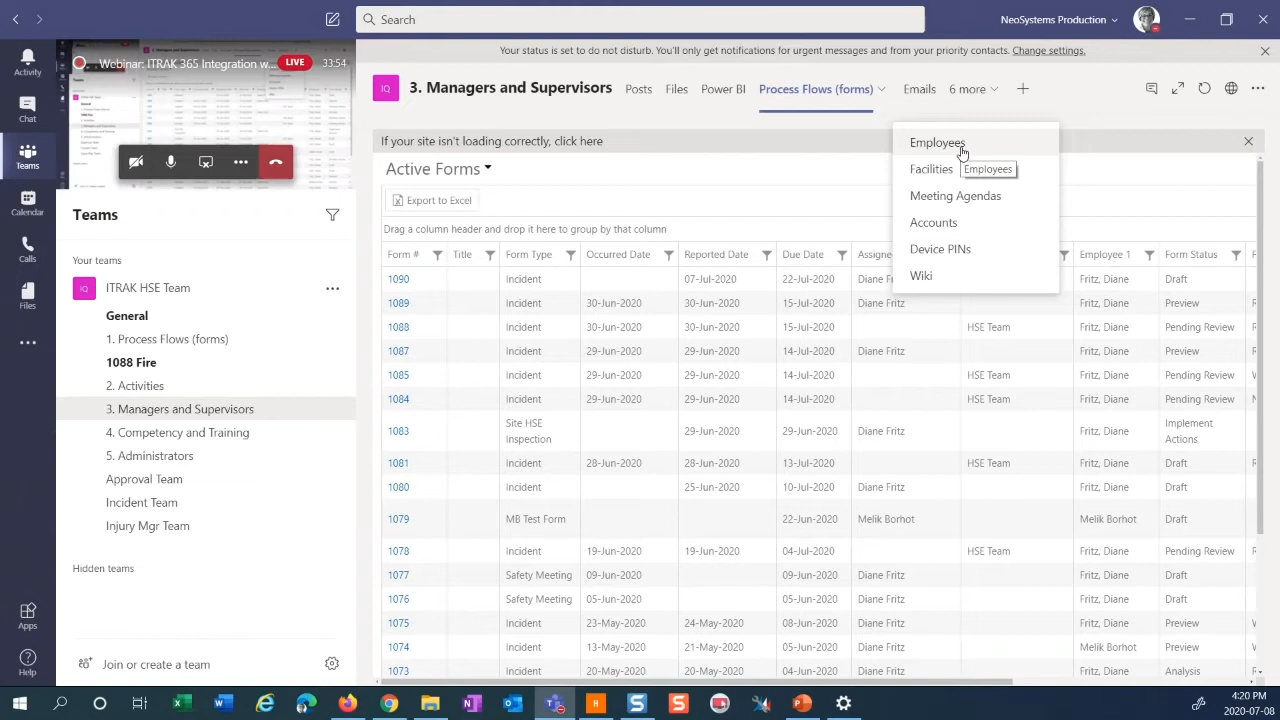 Search
NeoSystems Production
Your status is set to do not disturb. You'll only get notifications for urgent messages and from your priority contacts. Change settings.
Webinar: ITRAK 365 Integration w...
LIVE
33:54
IQ
3. Managers and Supervisors
Process Flows (forms)
If your site isn't loading correctly, click here
Active Forms
Export to Excel
Drag a column header and drop it here to group by that column
Employees
Facilities
Employees
Meeting Agendas
Accounts
Device PINs
Wiki
Activity
Chat
Teams
Calendar
Calls
Files
Apps
Help
Teams
Your teams
IQ ITRAK HSE Team
General
1. Process Flows (forms)
1088 Fire
2. Activities
3. Managers and Supervisors
4. Competency and Training
5. Administrators
Approval Team
Incident Team
Injury Mgr Team
Hidden teams
Join or create a team
Form # Title Form Type Occurred Date Reported Date Due Date Assigne Employee 1 Form Status
1090 Incident 07-Jul-2020 Diane Fritz Fritz, Diane Draft
1089 Incident 30-Jun-2020 30-Jun-2020 15-Jul-2020 Diane Fritz Fritz, Diane Preview
1088 Incident 30-Jun-2020 30-Jun-2020 15-Jul-2020 HSE Team Fritz, Diane Pending Review
1087 Incident 29-Jun-2020 29-Jun-2020 14-Jul-2020 Diane Fritz Fritz, Diane Preview
1085 Incident 29-Jun-2020 29-Jun-2020 14-Jul-2020 HSE Team Fritz, Diane Pending Review
1084 Incident 29-Jun-2020 29-Jun-2020 14-Jul-2020 HSE Team Fritz, Diane Pending Review
1083 Site HSE Inspection 29-Jun-2020 29-Jun-2020 Diane Fritz Fritz, Diane Implement Actions
1081 Incident 28-Jun-2020 28-Jun-2020 13-Jul-2020 HSE Team Fritz, Diane Draft
1080 Incident 25-Jun-2020 10-Jul-2020 Diane Fritz Fritz, Diane Draft
1079 MB Test Form 22-Jun-2020 Melik Borhot Melik Borhot Draft
1078 Incident 19-Jun-2020 19-Jun-2020 04-Jul-2020 HSE Team Fritz, Diane Pending Review
1077 Safety Meeting 09-Jun-2020 09-Jun-2020 Diane Fritz Fritz, Diane Draft
1076 Safety Meeting 05-Jun-2020 05-Jun-2020 Diane Fritz Fritz, Diane Draft
1075 Incident 23-May-2020 24-May-2020 08-Jun-2020 Diane Fritz Fritz, Diane Preview
1074 Incident 13-May-2020 21-May-2020 05-Jun-2020 Diane Fritz Melik Borhot Preview
1073 Incident 20-May-2020 20-May-2020 04-Jun-2020 Diane Fritz Fritz, Diane Analysis
4:20 PM
2020-07-08